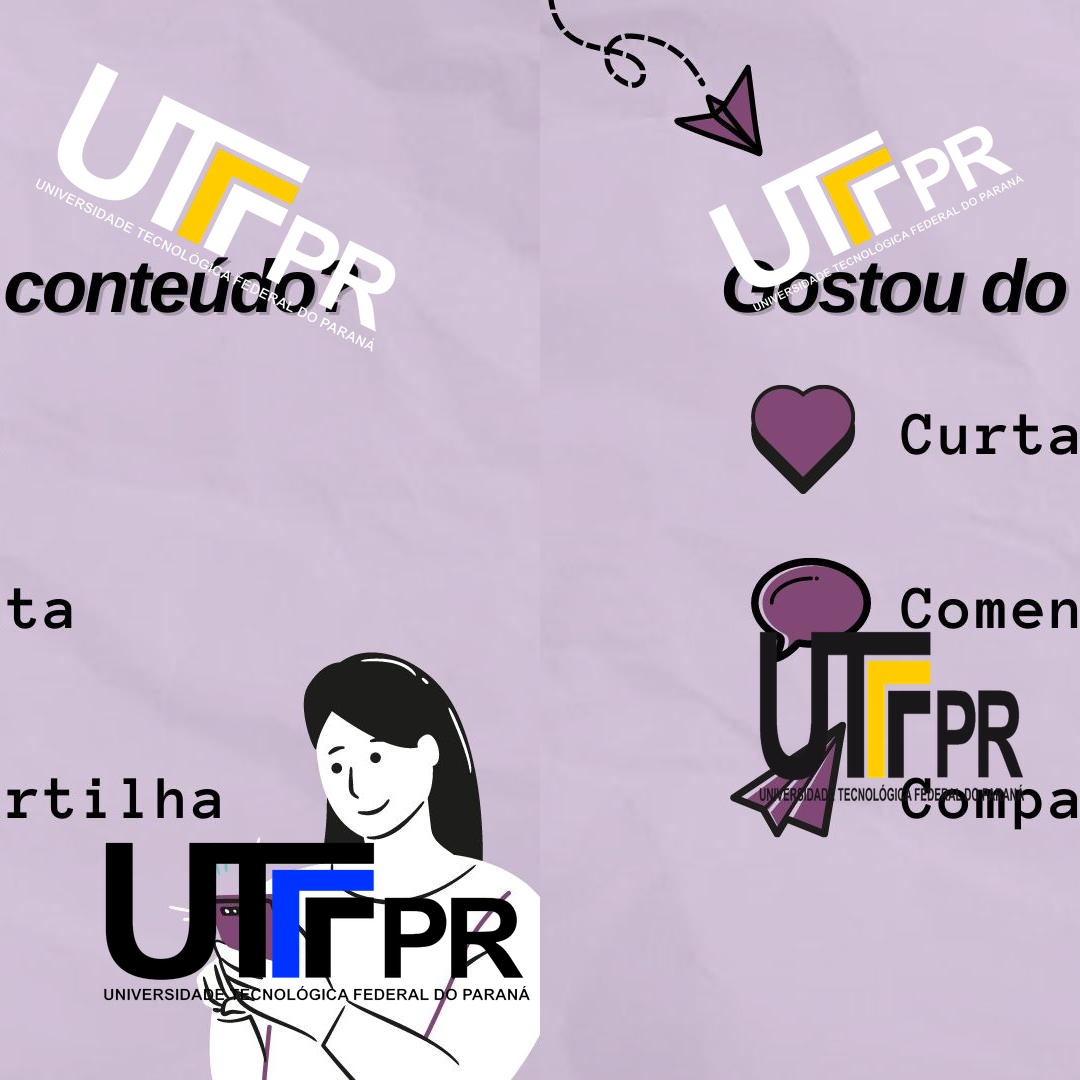 UTFPR
UNIVERSIDADE TECNOLÓGICA FEDERAL DO PARANÁ
conteúdo?
ta
rtilha
UTFPR
UNIVERSIDADE TECNOLÓGICA FEDERAL DO PARANÁ
UTFPR
UNIVERSIDADE TECNOLÓGICA FEDERAL DO PARANÁ
Gostou do
Curta
Comen
UTFPR
UNIVERSIDADE TECNOLÓGICA FEDERAL DO PARANÁ
Compa